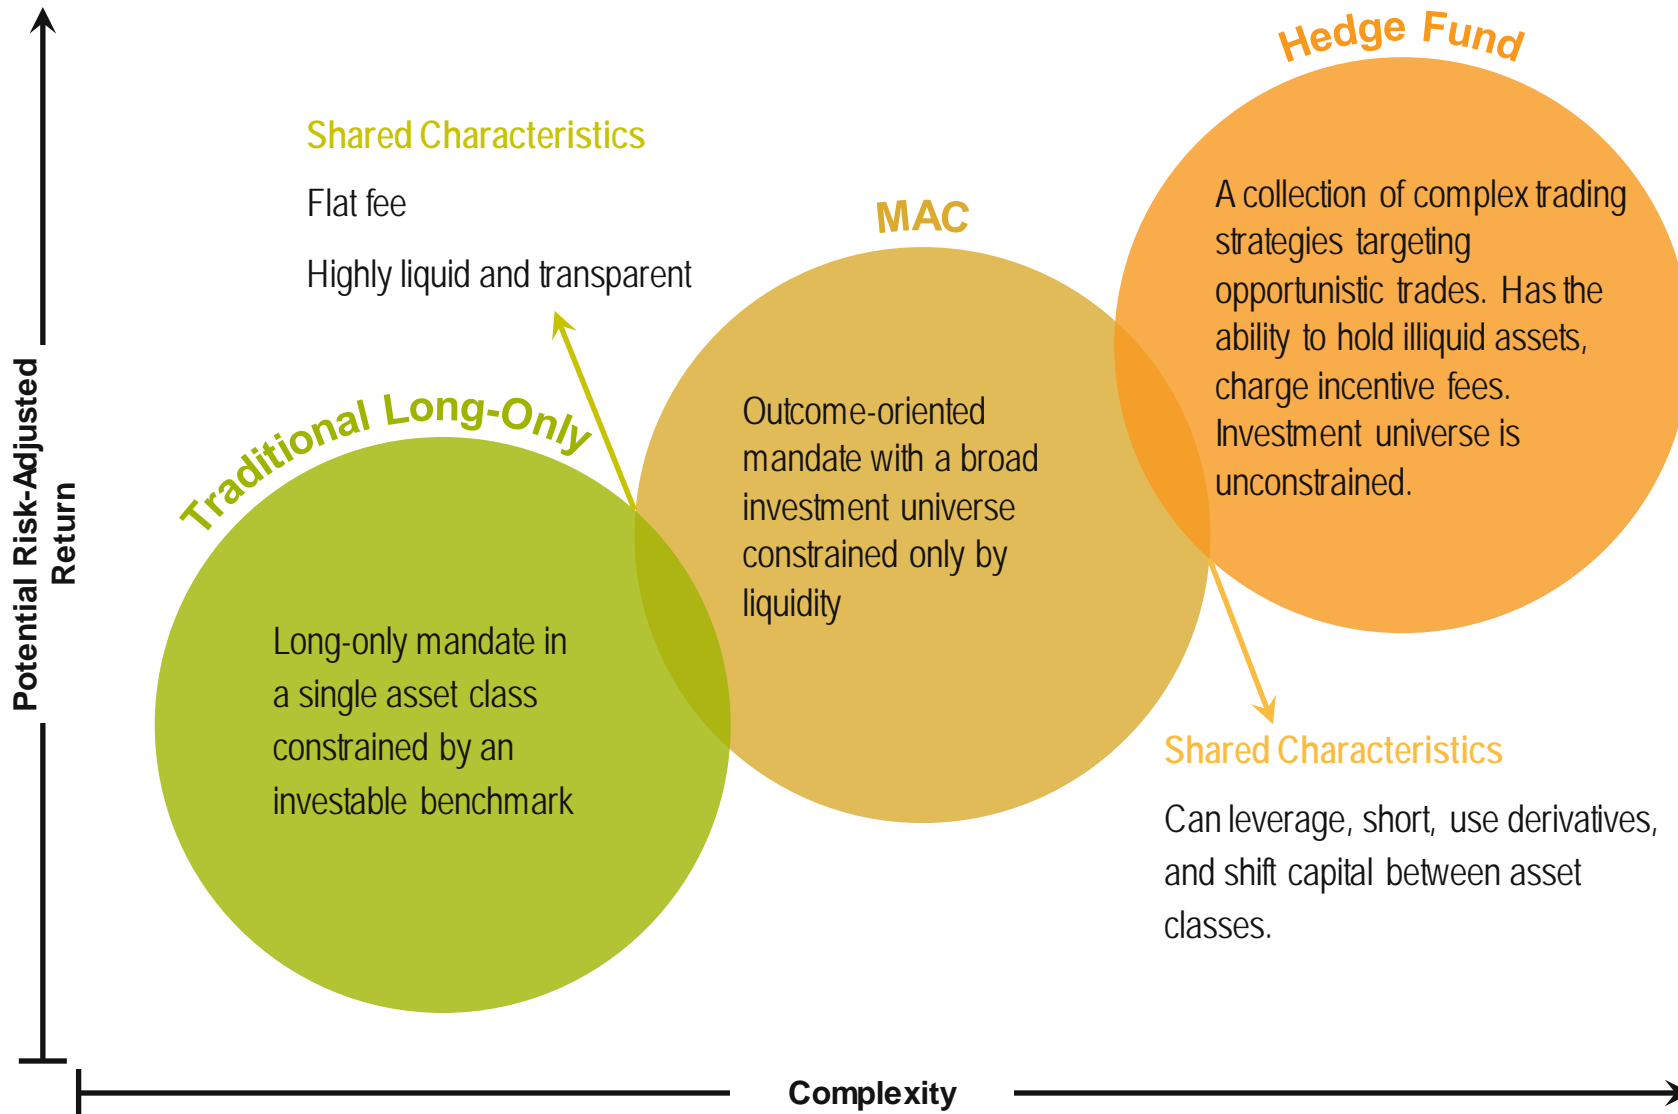 Hedge Fund
Shared Characteristics
Flat fee
Highly liquid and transparent
MAC
A collection of complex trading
strategies targeting
opportunistic trades. Has the
ability to hold illiquid assets,
charge incentive fees.
Investment universe is
unconstrained.
Traditional Long-Only
Outcome-oriented
mandate with a broad
investment universe
constrained only by
liquidity
Long-only mandate in
a single asset class
constrained by an
investable benchmark
Shared Characteristics
Can leverage, short, use derivatives,
and shift capital between asset
classes.
Potential Risk-Adjusted
Return
Complexity